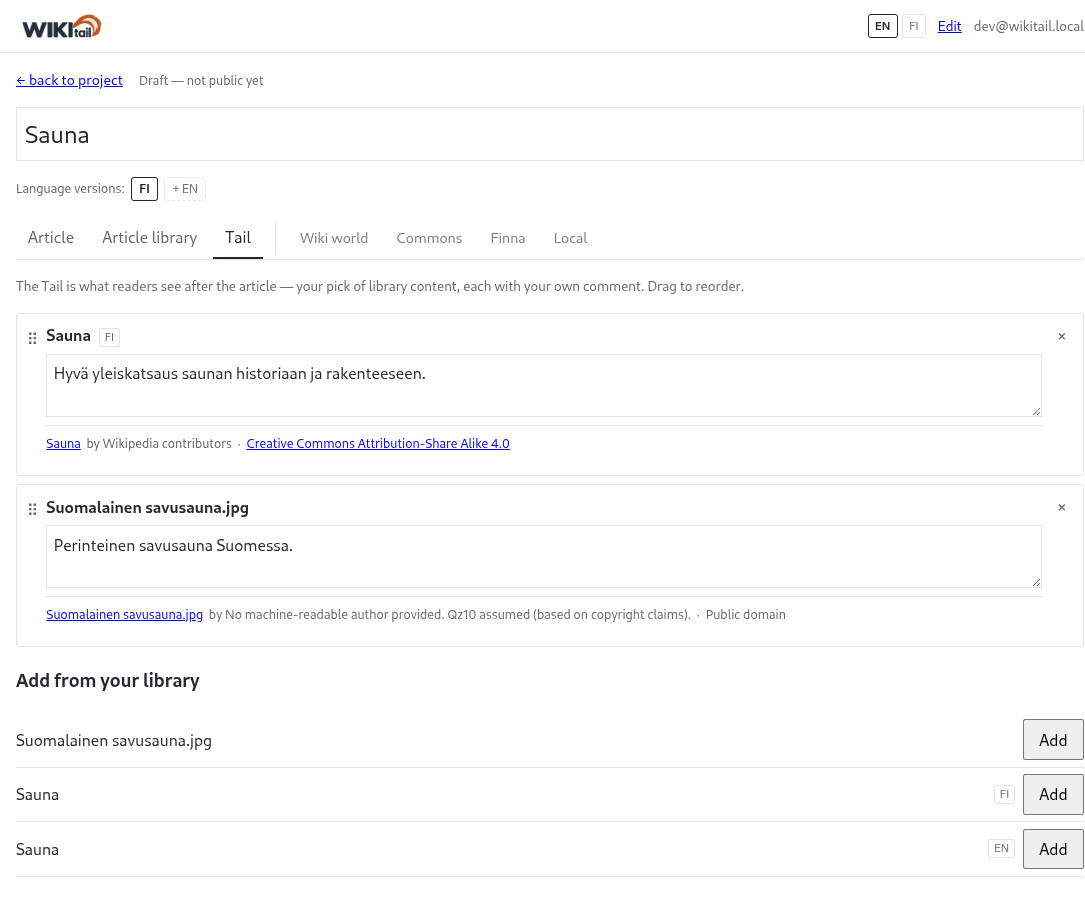 WIKItail
EN FI Edit dev@wikitail.local
← back to project Draft — not public yet
Sauna
Language versions: FI + EN
Article Article library Tail Wiki world Commons Finna Local
The Tail is what readers see after the article — your pick of library content, each with your own comment. Drag to reorder.
Sauna FI ×
Hyvä yleiskatsaus saunan historiaan ja rakenteeseen.
Sauna by Wikipedia contributors · Creative Commons Attribution-Share Alike 4.0
Suomalainen savusauna.jpg ×
Perinteinen savusauna Suomessa.
Suomalainen savusauna.jpg by No machine-readable author provided. Qz10 assumed (based on copyright claims). · Public domain
Add from your library
Suomalainen savusauna.jpg Add
Sauna FI Add
Sauna EN Add